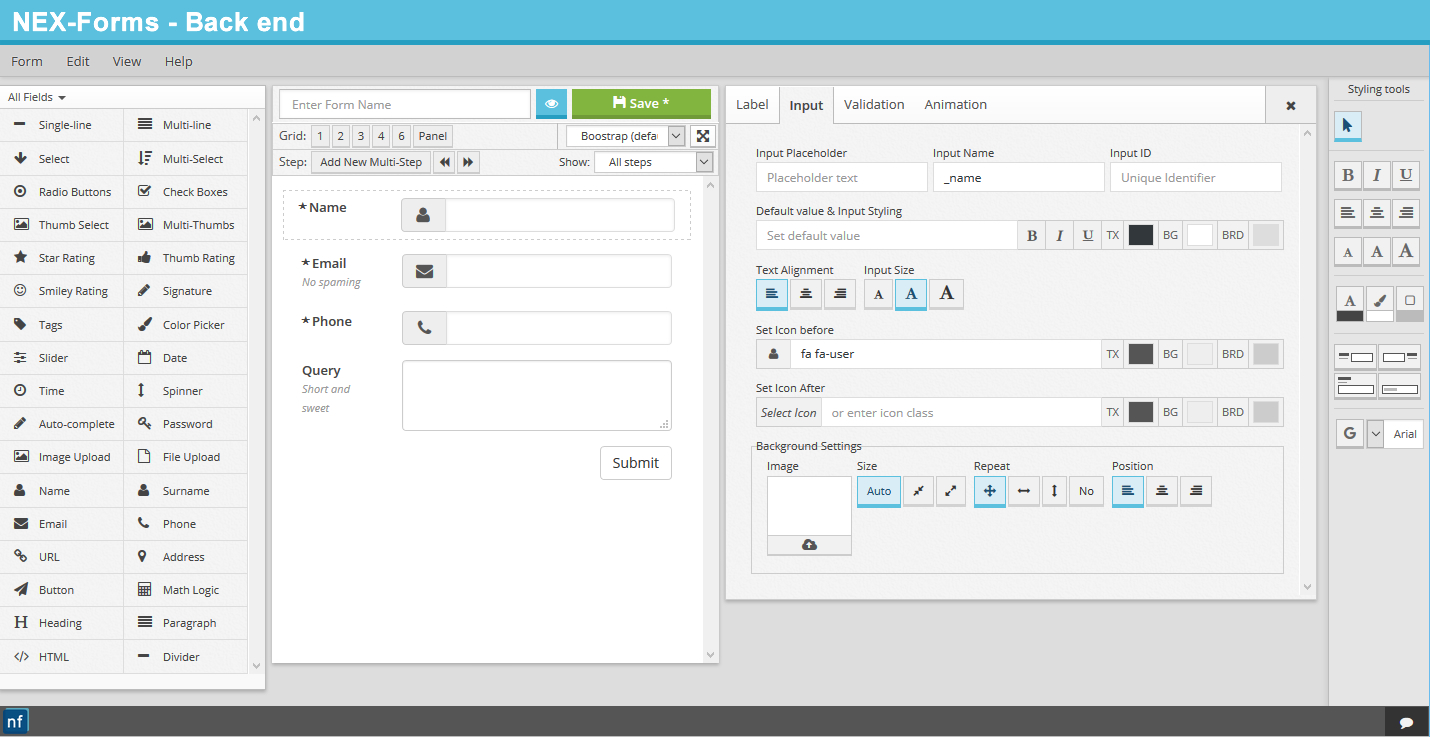 NEX-Forms - Back end
Form Edit View Help
All Fields
Single-line Multi-line
Select Multi-Select
Radio Buttons Check Boxes
Thumb Select Multi-Thumbs
Star Rating Thumb Rating
Smiley Rating Signature
Tags Color Picker
Slider Date
Time Spinner
Auto-complete Password
Image Upload File Upload
Name Surname
Email Phone
URL Address
Button Math Logic
H Heading Paragraph
</> HTML Divider
Enter Form Name Save *
Grid: 1 2 3 4 6 Panel Boostrap (defa
Step: Add New Multi-Step Show: All steps
*Name
*Email
No spaming
*Phone
Query
Short and
sweet
Submit
Label Input Validation Animation
Input Placeholder Input Name Input ID
Placeholder text _name Unique Identifier
Default value & Input Styling
Set default value B I U TX BG BRD
Text Alignment Input Size
A A A
Set Icon before
fa fa-user TX BG BRD
Set Icon After
Select Icon or enter icon class TX BG BRD
Background Settings
Image Size Repeat Position
Auto No
Styling tools
B I U
A A A
A
G Arial
nf